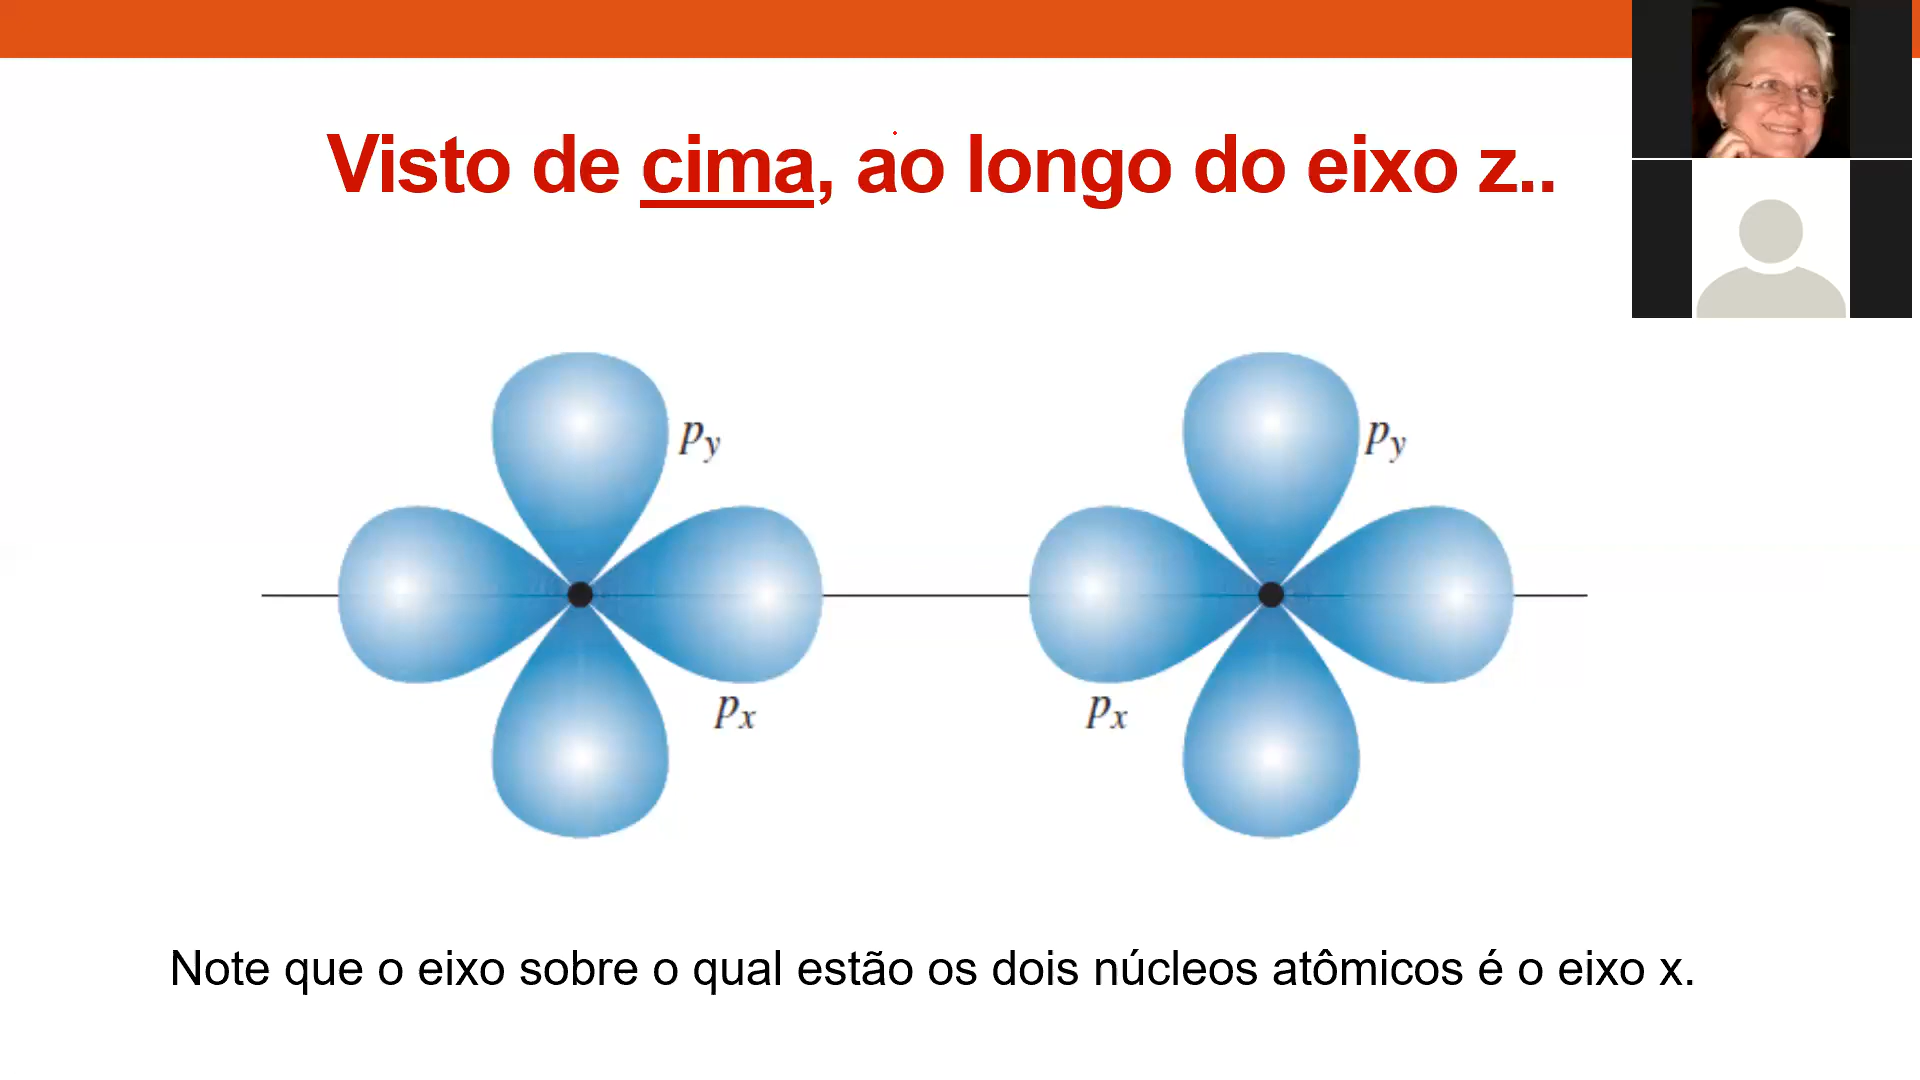 Visto de cima, ao longo do eixo z..
py py
px px
Note que o eixo sobre o qual estão os dois núcleos atômicos é o eixo x.